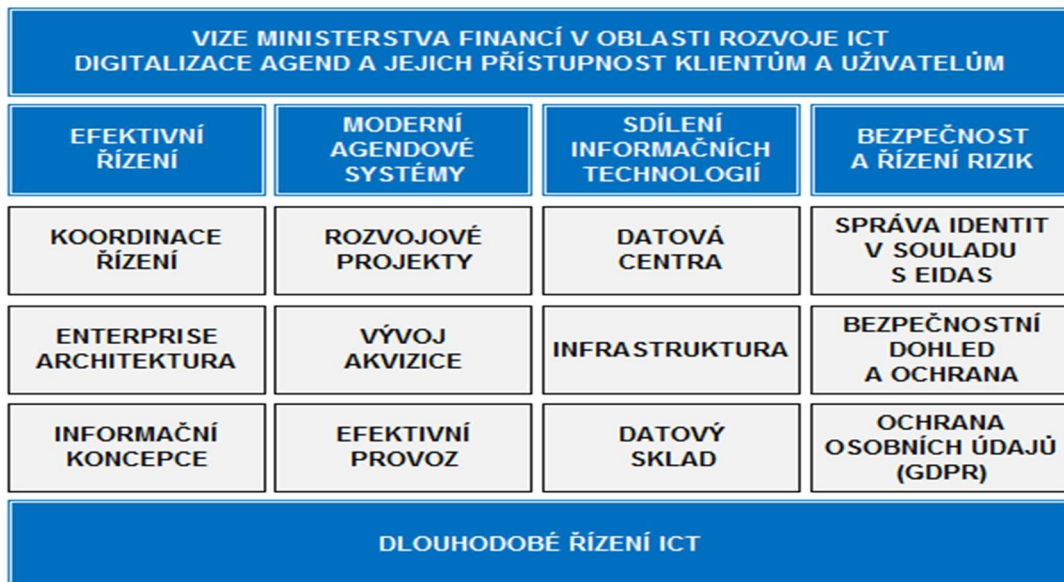 VIZE MINISTERSTVA FINANCÍ V OBLASTI ROZVOJE ICT
DIGITALIZACE AGEND A JEJICH PŘÍSTUPNOST KLIENTŮM A UŽIVATELŮM
EFEKTIVNÍ
ŘÍZENÍ
MODERNÍ
AGENDOVÉ
SYSTÉMY
SDÍLENÍ
INFORMAČNÍCH
TECHNOLOGIÍ
BEZPEČNOST
A ŘÍZENÍ RIZIK
KOORDINACE
ŘÍZENÍ
ROZVOJOVÉ
PROJEKTY
DATOVÁ
CENTRA
SPRÁVA IDENTIT
V SOULADU
S EIDAS
ENTERPRISE
ARCHITEKTURA
VÝVOJ
AKVIZICE
INFRASTRUKTURA
BEZPEČNOSTNÍ
DOHLED
A OCHRANA
INFORMAČNÍ
KONCEPCE
EFEKTIVNÍ
PROVOZ
DATOVÝ
SKLAD
OCHRANA
OSOBNÍCH ÚDAJŮ
(GDPR)
DLOUHODOBÉ ŘÍZENÍ ICT